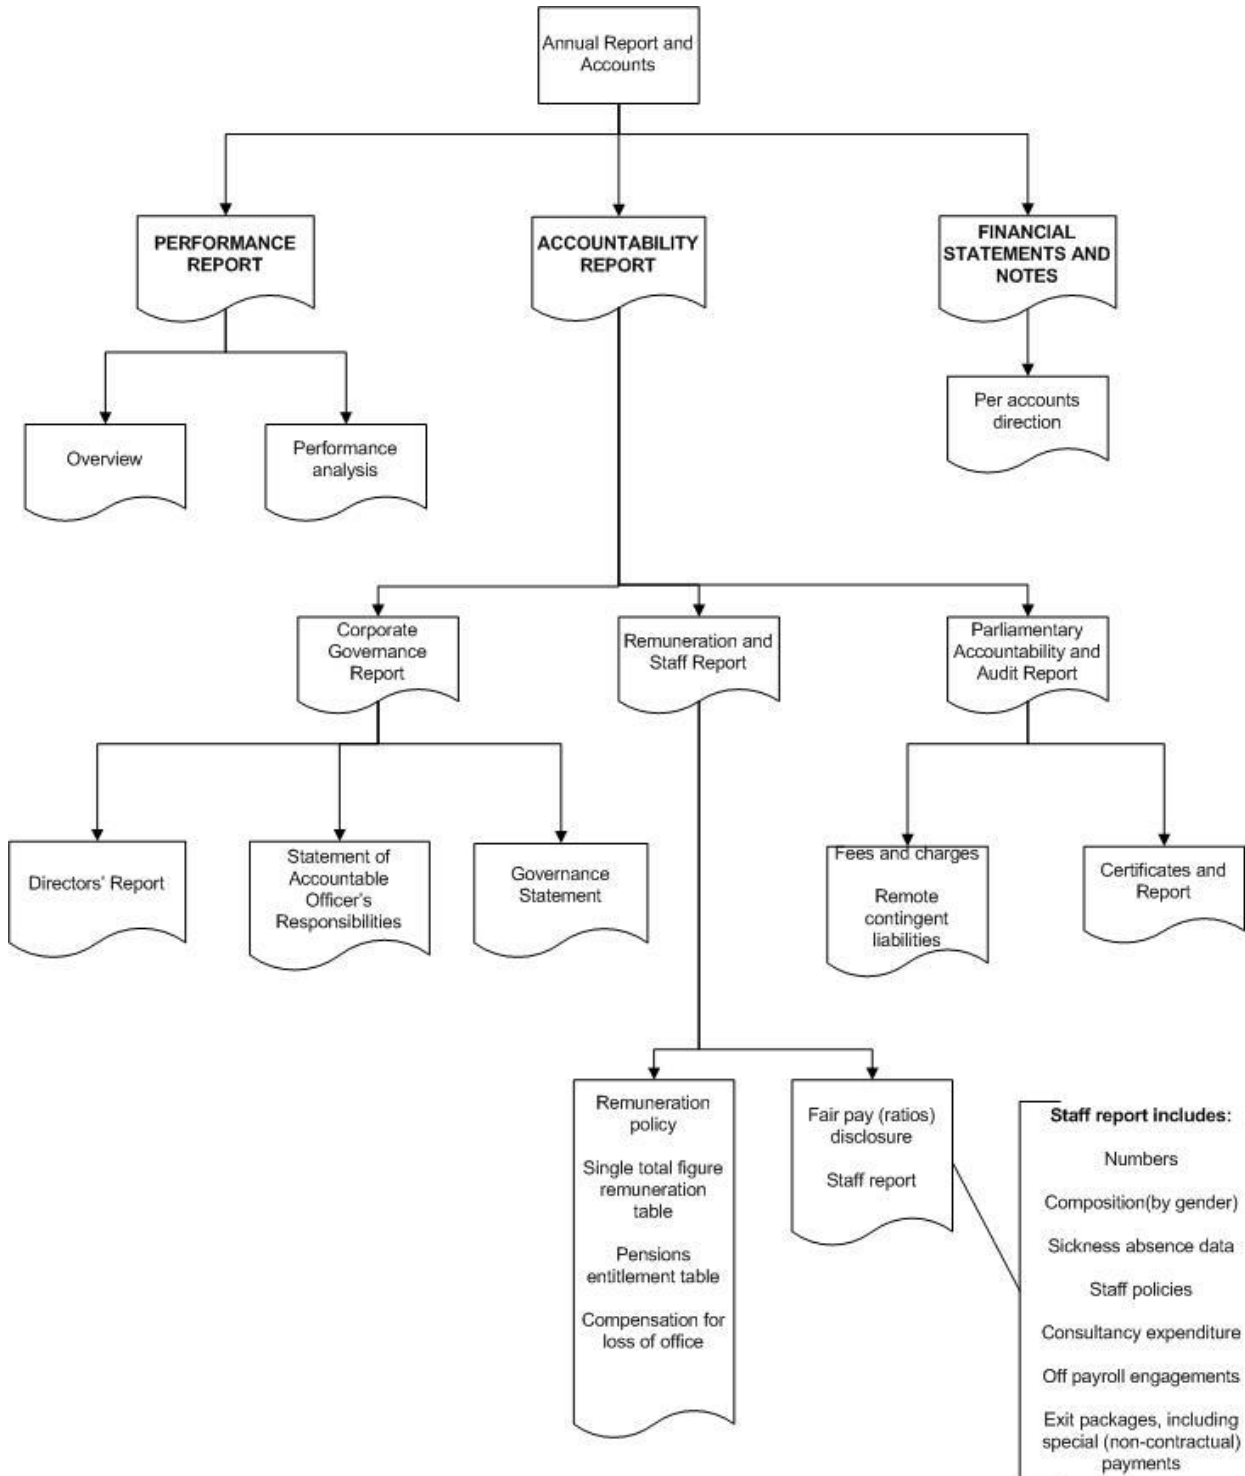 Annual Report and
Accounts
PERFORMANCE
REPORT
ACCOUNTABILITY
REPORT
FINANCIAL
STATEMENTS AND
NOTES
Overview
Performance
analysis
Per accounts
direction
Corporate
Governance
Report
Remuneration and
Staff Report
Parliamentary
Accountability and
Audit Report
Directors' Report
Statement of
Accountable
Officer's
Responsibilities
Governance
Statement
Fees and charges
Remote
contingent
liabilities
Certificates and
Report
Remuneration
policy
Single total figure
remuneration
table
Pensions
entitlement table
Compensation for
loss of office
Fair pay (ratios)
disclosure
Staff report
Staff report includes:
Numbers
Composition(by gender)
Sickness absence data
Staff policies
Consultancy expenditure
Off payroll engagements
Exit packages, including
special (non-contractual)
payments